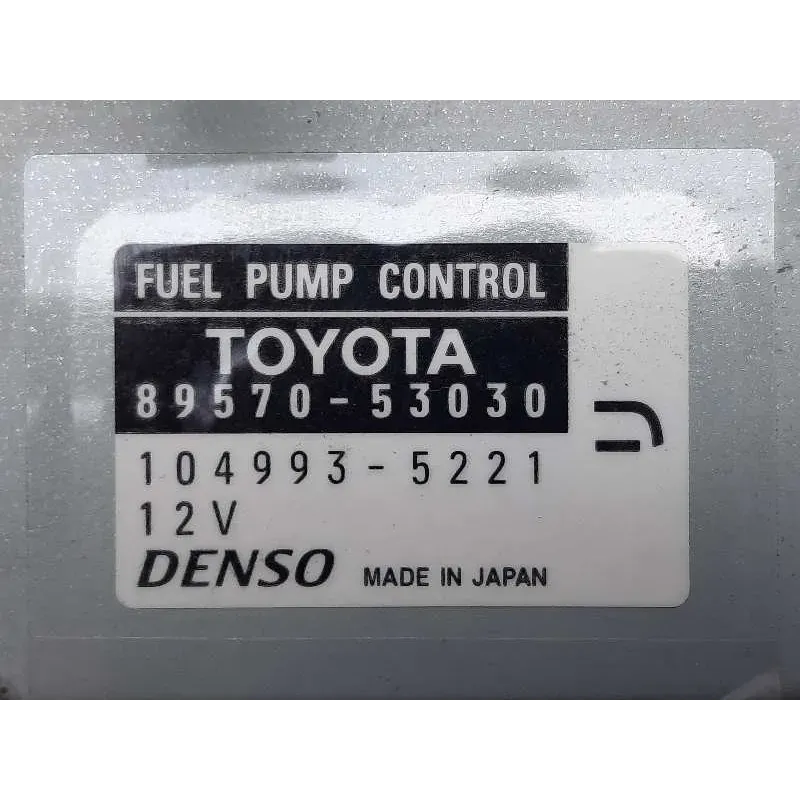 FUEL PUMP CONTROL
TOYOTA
89570-53030
104993-5221
12V
DENSO MADE IN JAPAN